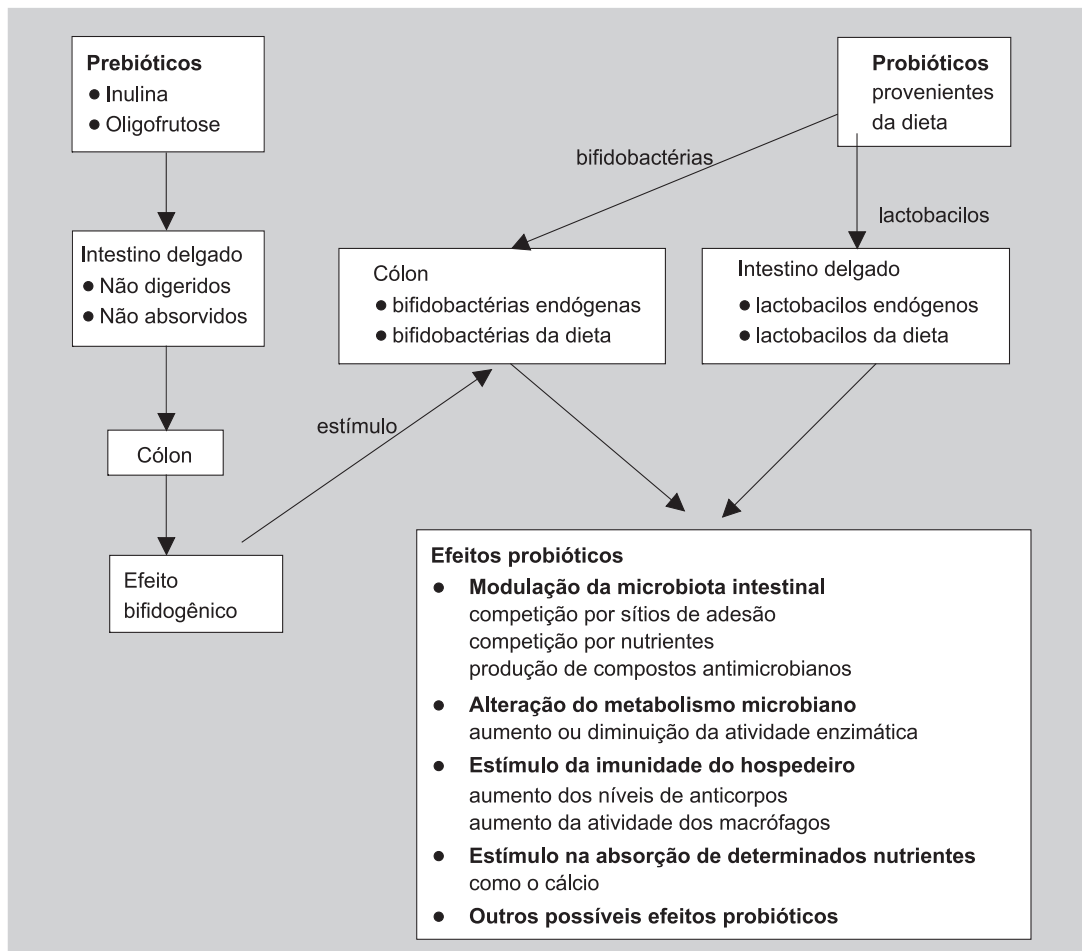 Prebióticos
● Inulina
● Oligofrutose
Probióticos
provenientes
da dieta
bifidobactérias
lactobacilos
Intestino delgado
● Não digeridos
● Não absorvidos
Cólon
● bifidobactérias endógenas
● bifidobactérias da dieta
Intestino delgado
● lactobacilos endógenos
● lactobacilos da dieta
estímulo
Cólon
Efeito
bifidogênico
Efeitos probióticos
● Modulação da microbiota intestinal
competição por sítios de adesão
competição por nutrientes
produção de compostos antimicrobianos
● Alteração do metabolismo microbiano
aumento ou diminuição da atividade enzimática
● Estímulo da imunidade do hospedeiro
aumento dos níveis de anticorpos
aumento da atividade dos macrófagos
● Estímulo na absorção de determinados nutrientes
como o cálcio
● Outros possíveis efeitos probióticos